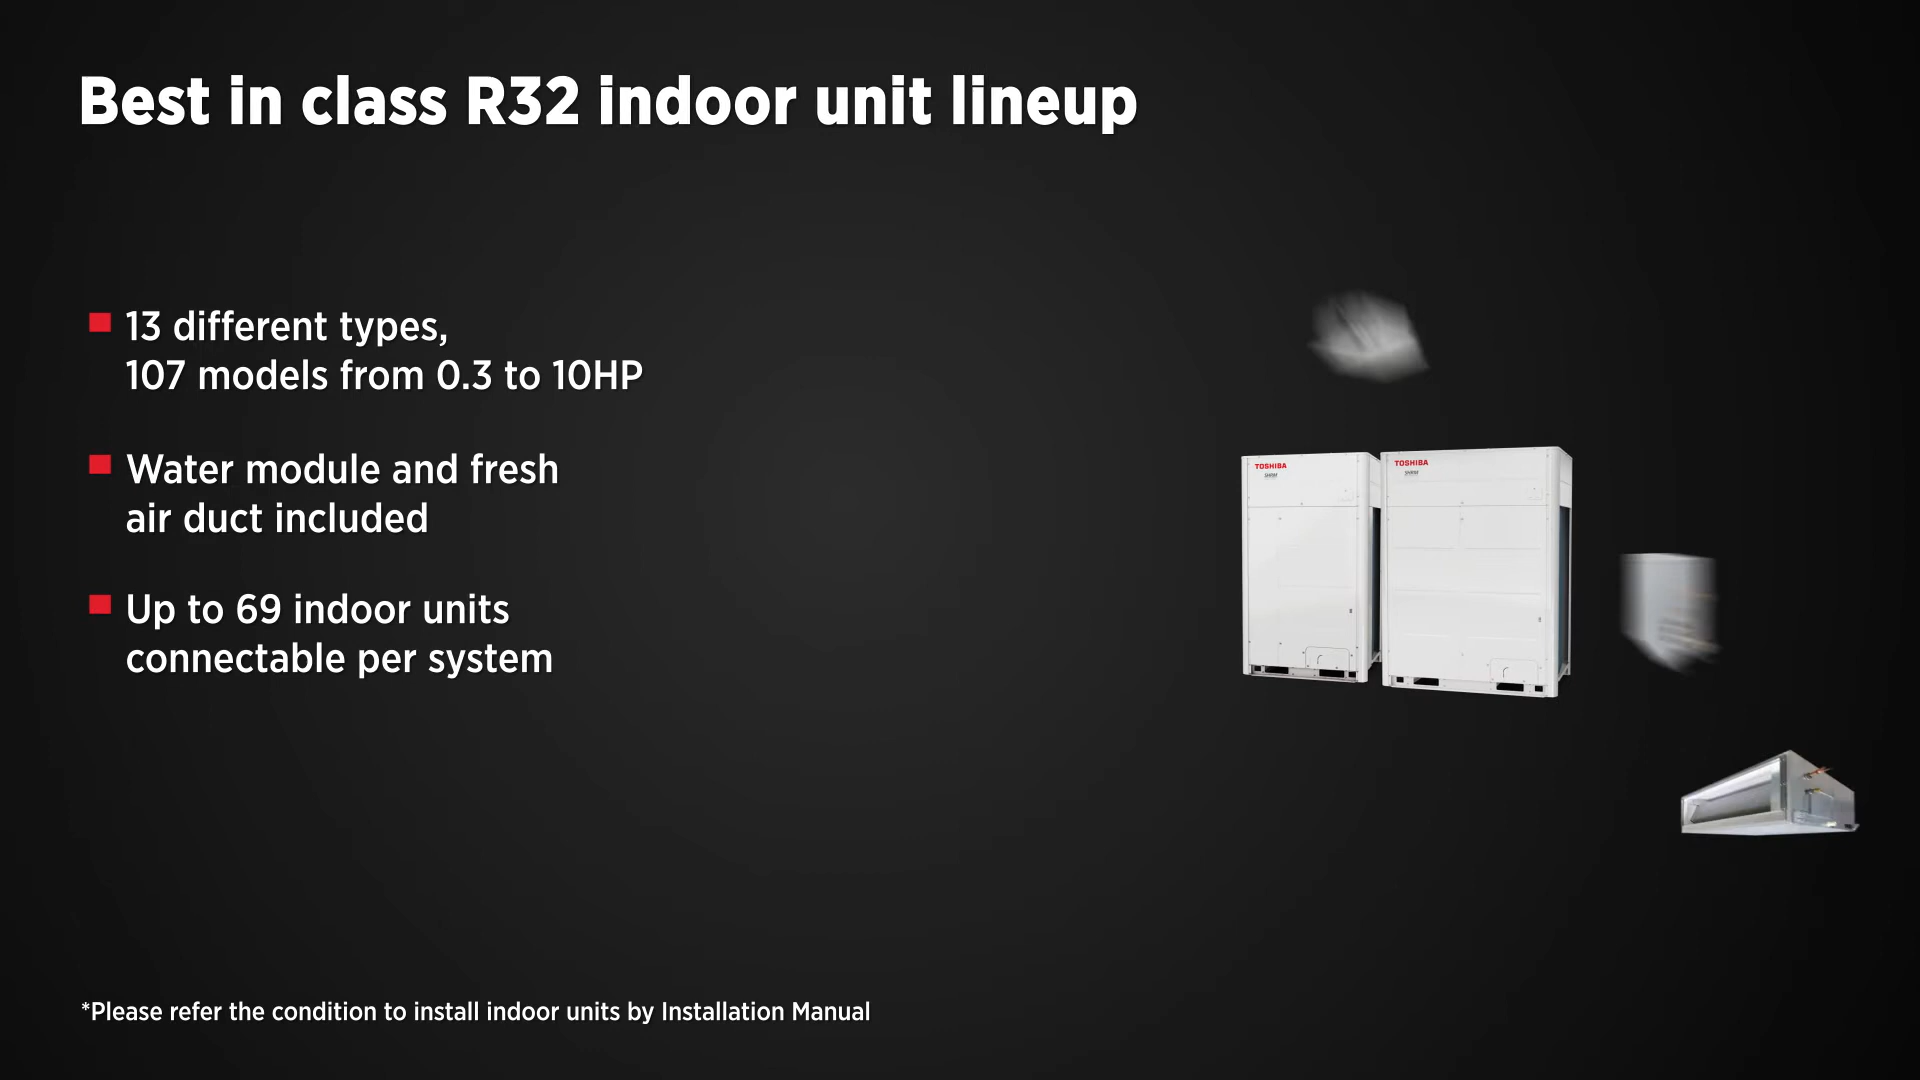 Best in class R32 indoor unit lineup
13 different types,
107 models from 0.3 to 10HP
Water module and fresh
air duct included
Up to 69 indoor units
connectable per system
TOSHIBA
TOSHIBA
*Please refer the condition to install indoor units by Installation Manual